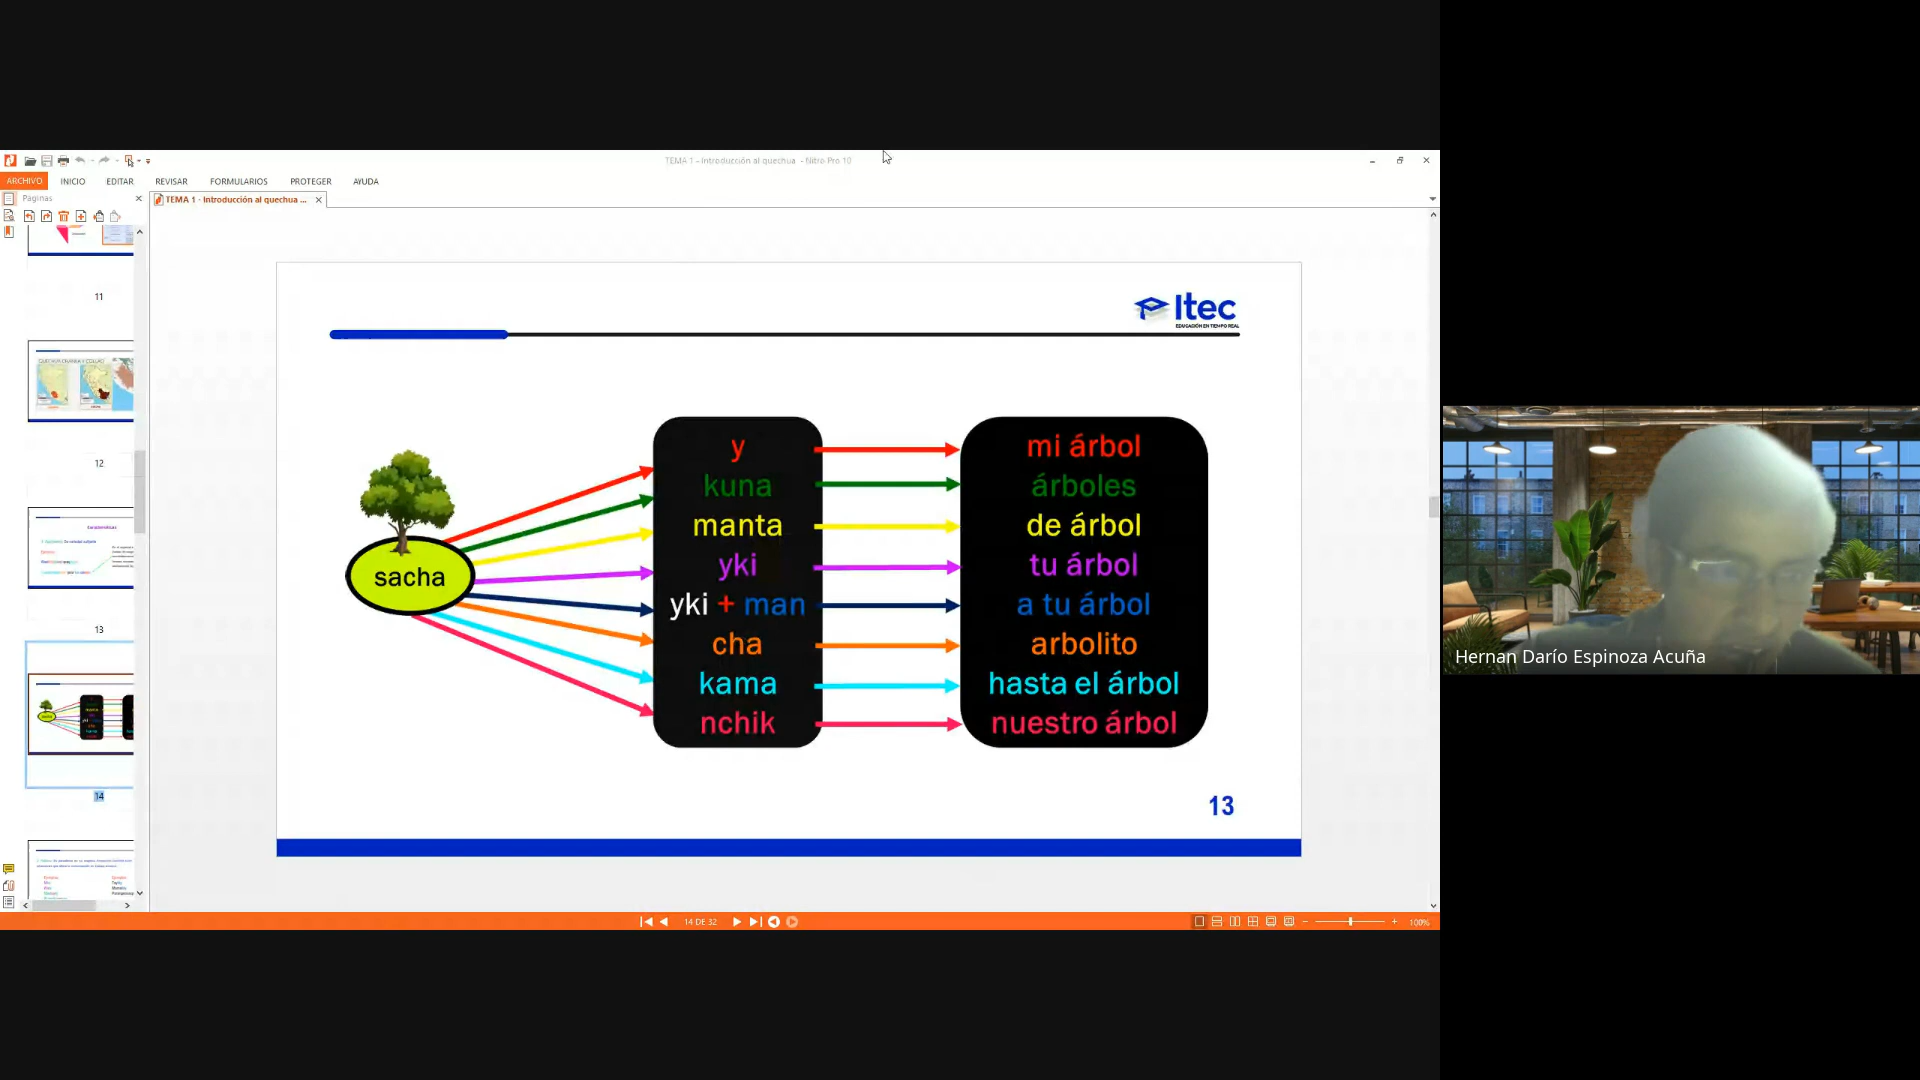 TEMA 1 - Introducción al quechua - Nitro Pro 10
ARCHIVO INICIO EDITAR REVISAR FORMULARIOS PROTEGER AYUDA
Páginas
TEMA 1 - Introducción al quechua ...
11
12
13
14
Itec
EDUCACIÓN EN TIEMPO REAL
sacha
y mi árbol
kuna árboles
manta de árbol
yki tu árbol
yki + man a tu árbol
cha arbolito
kama hasta el árbol
nchik nuestro árbol
13
14 DE 32
100%
Hernan Darío Espinoza Acuña